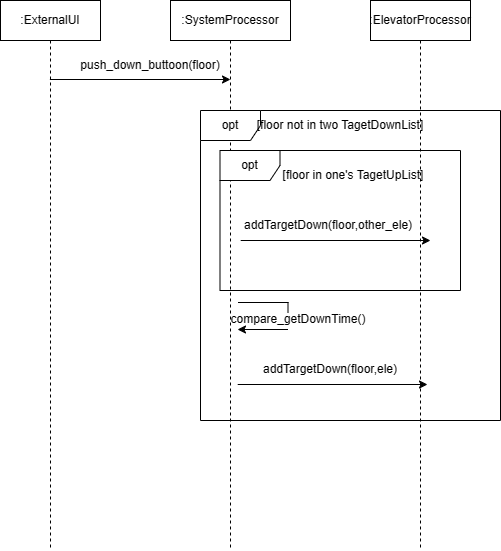 :ExternalUI
:SystemProcessor
:ElevatorProcessor
push_down_buttoon(floor)
opt
[floor not in two TagetDownList]
opt
[floor in one's TagetUpList]
addTargetDown(floor,other_ele)
compare_getDownTime()
addTargetDown(floor,ele)